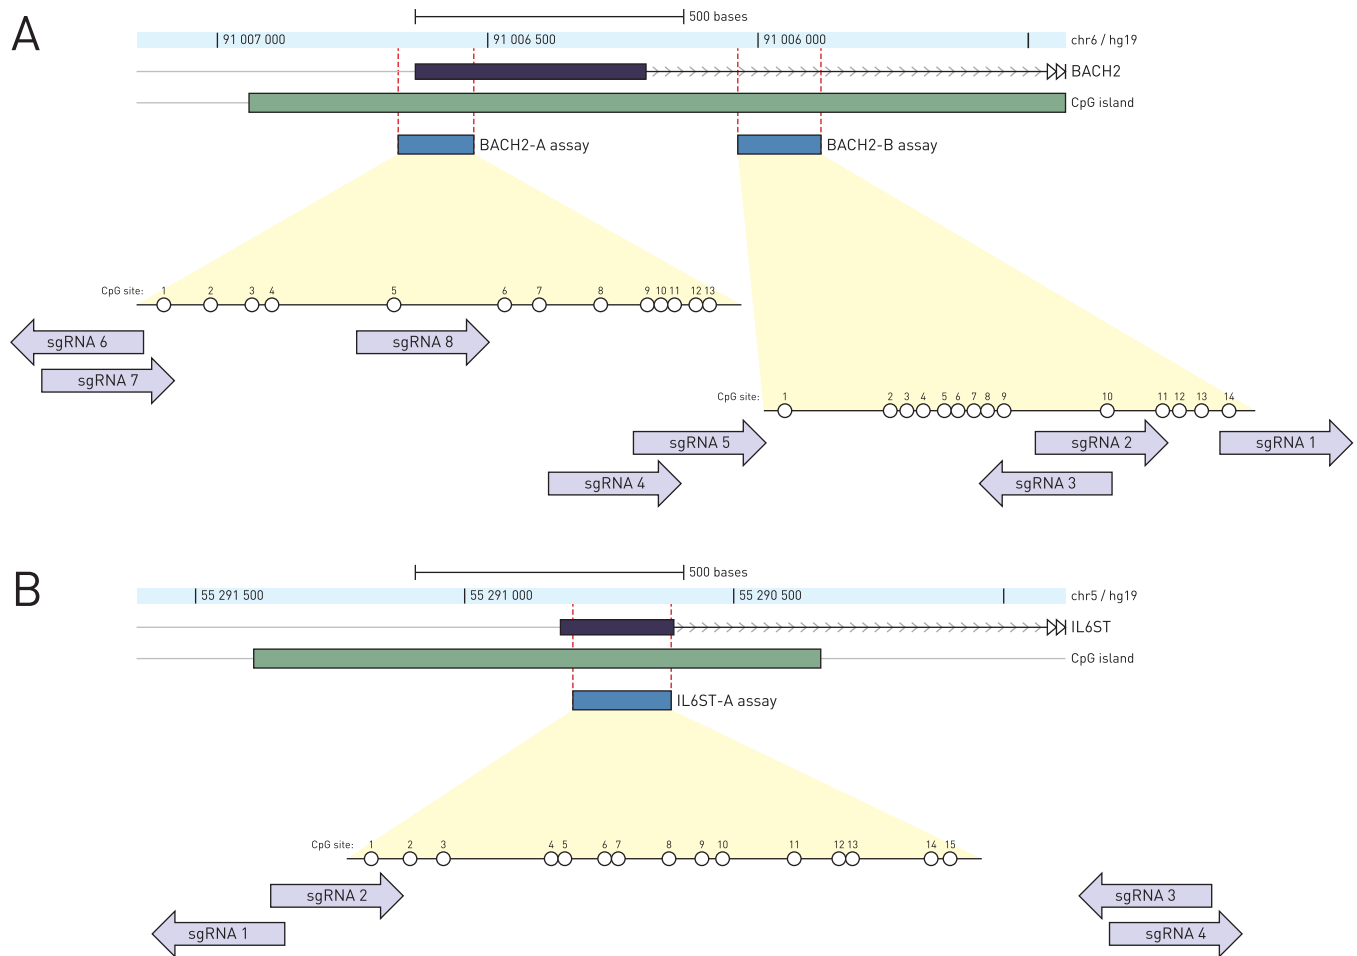 A
500 bases
91 007 000 91 006 500 91 006 000 chr6 / hg19
BACH2
CpG island
BACH2-A assay BACH2-B assay
CpG site: 1 2 3 4 5 6 7 8 9 10 11 12 13
sgRNA 6 sgRNA 8
sgRNA 7
CpG site: 1 2 3 4 5 6 7 8 9 10 11 12 13 14
sgRNA 5 sgRNA 2 sgRNA 1
sgRNA 4 sgRNA 3
B
500 bases
55 291 500 55 291 000 55 290 500 chr5 / hg19
IL6ST
CpG island
IL6ST-A assay
CpG site: 1 2 3 4 5 6 7 8 9 10 11 12 13 14 15
sgRNA 2 sgRNA 3
sgRNA 1 sgRNA 4